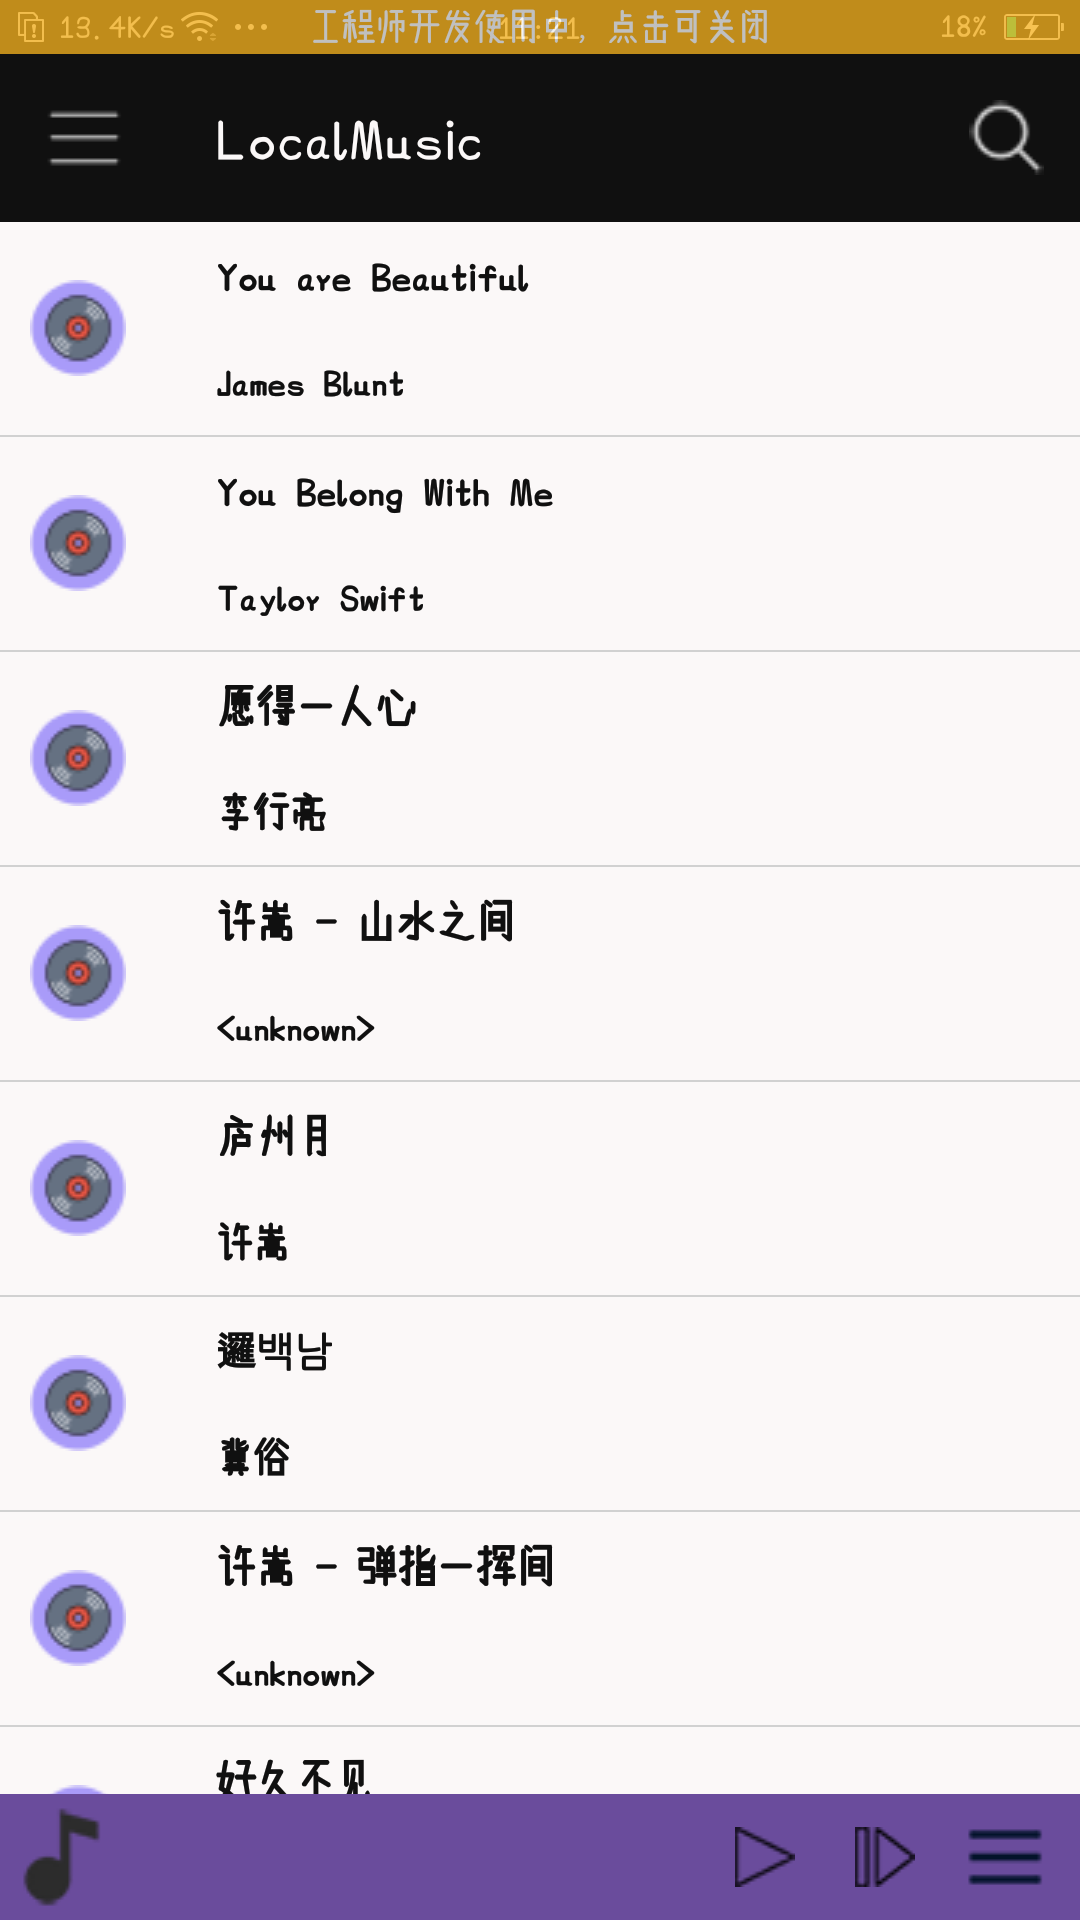 13.4K/s ... 工程师开发使用中，点击可关闭 11:21 18%
LocalMusic
You are Beautiful
James Blunt
You Belong With Me
Taylor Swift
愿得一人心
李行亮
许嵩 - 山水之间
<unknown>
庐州月
许嵩
邏백남
冀俗
许嵩 - 弹指一挥间
<unknown>
好久不见